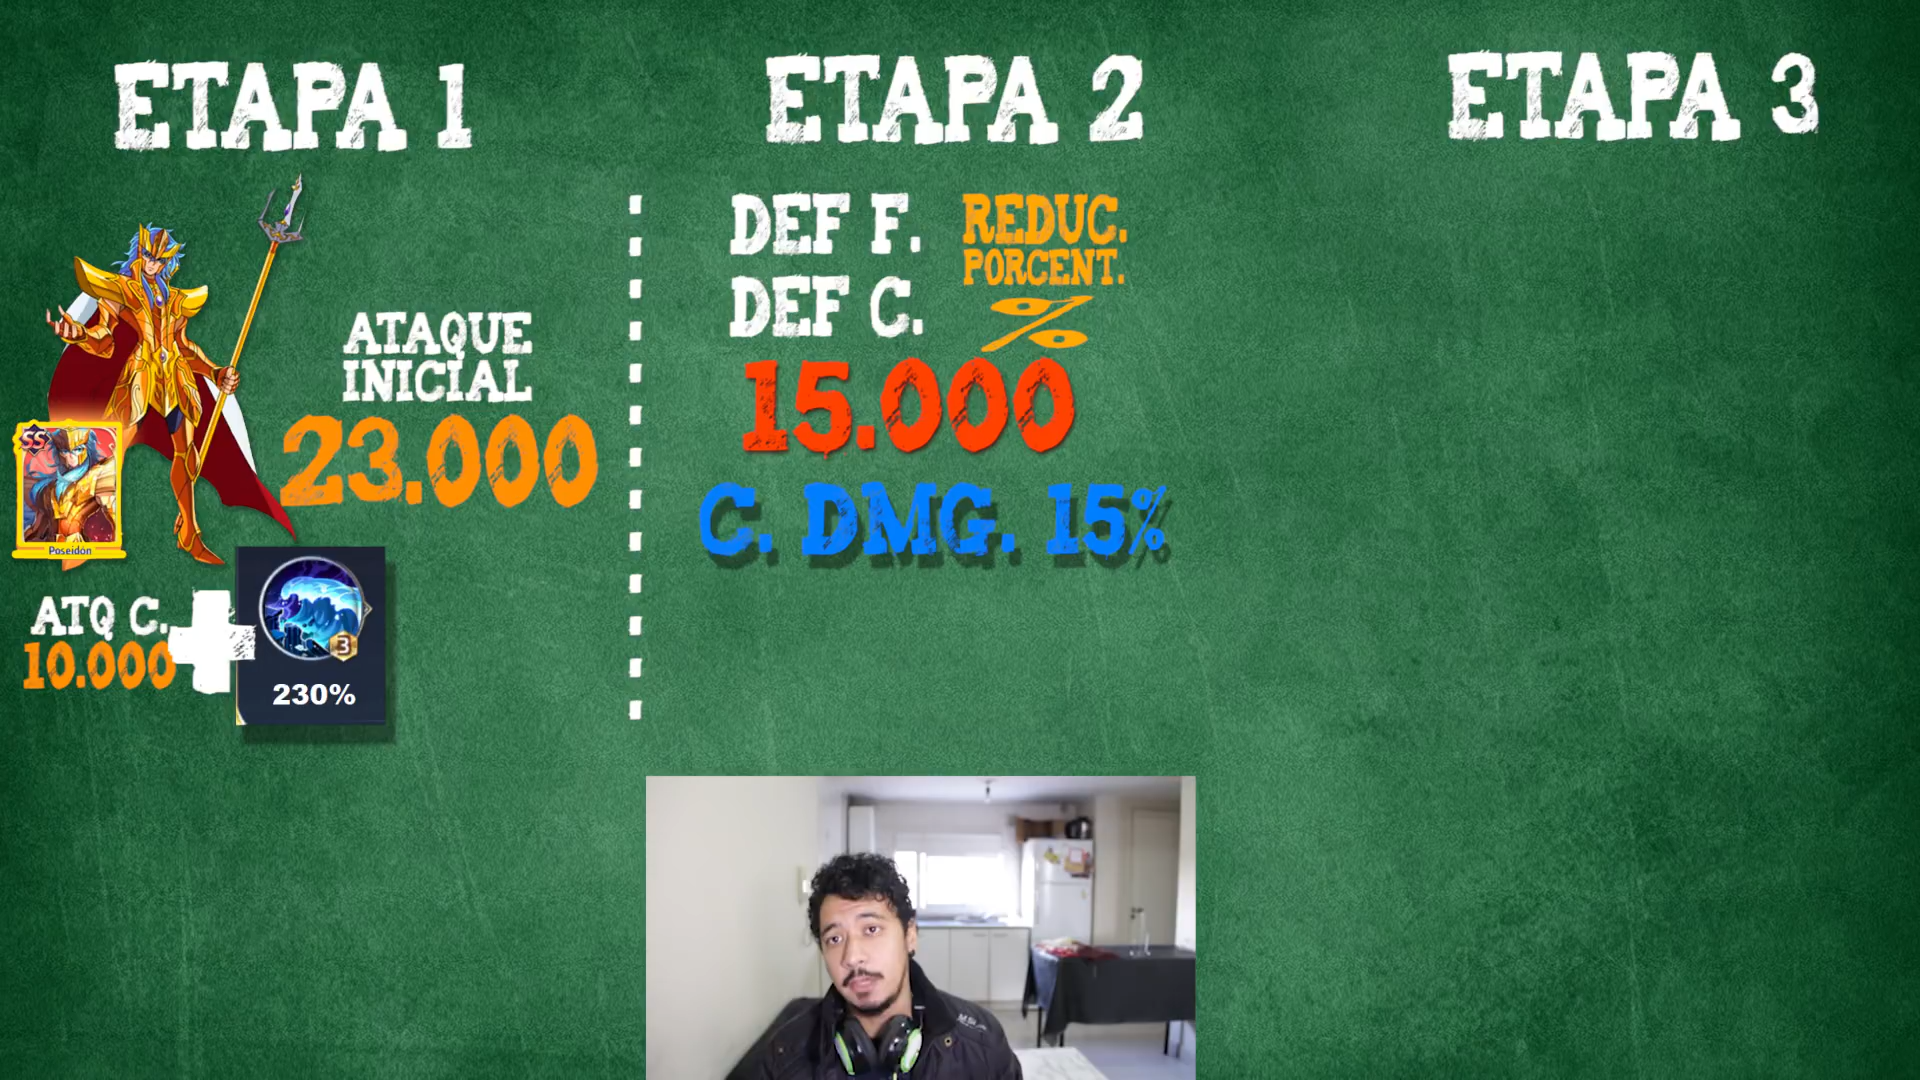 ETAPA 1
ATAQUE
INICIAL
23.000
SS
Poseidón
ATQ C.
10.000
3
230%
ETAPA 2
DEF F.
DEF C.
REDUC.
PORCENT.
%
15.000
C. DMG. 15%
ETAPA 3